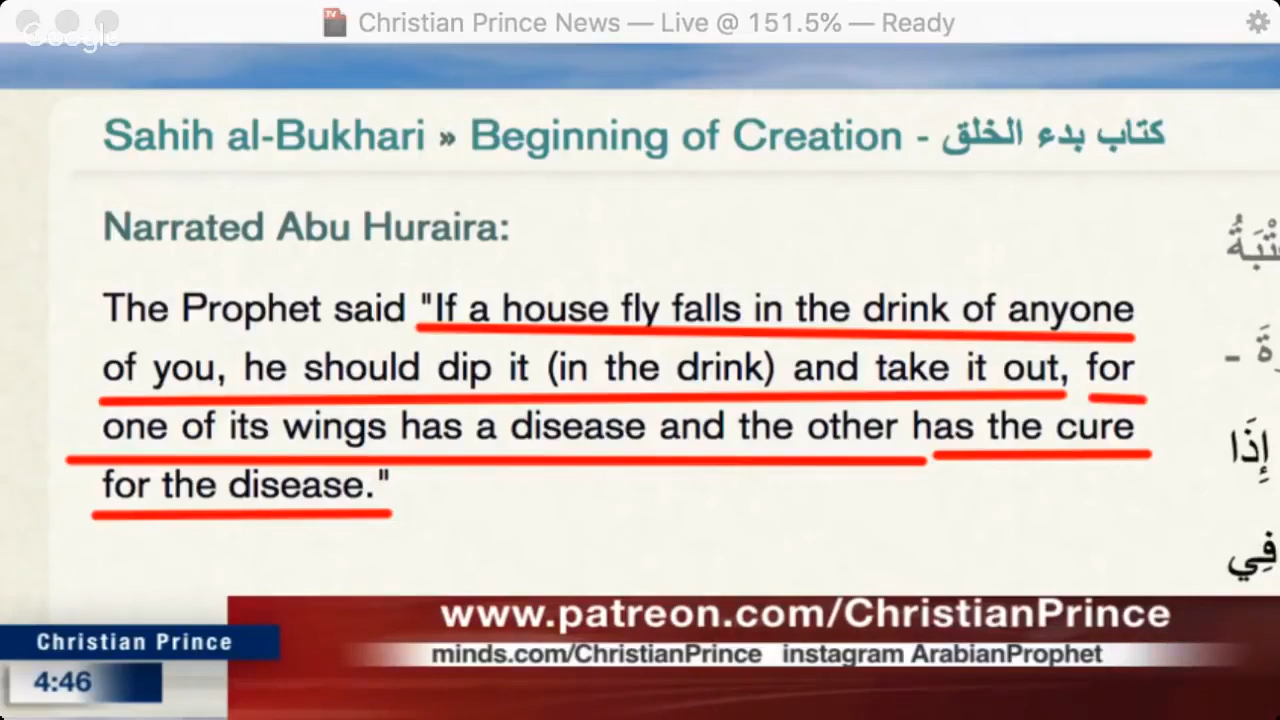 Christian Prince News — Live @ 151.5% — Ready
Google
Sahih al-Bukhari » Beginning of Creation - كتاب بدء الخلق
Narrated Abu Huraira:
The Prophet said "If a house fly falls in the drink of anyone
of you, he should dip it (in the drink) and take it out, for
one of its wings has a disease and the other has the cure
for the disease."
إِذَا
فِي
www.patreon.com/ChristianPrince
Christian Prince
minds.com/ChristianPrince instagram ArabianProphet
4:46